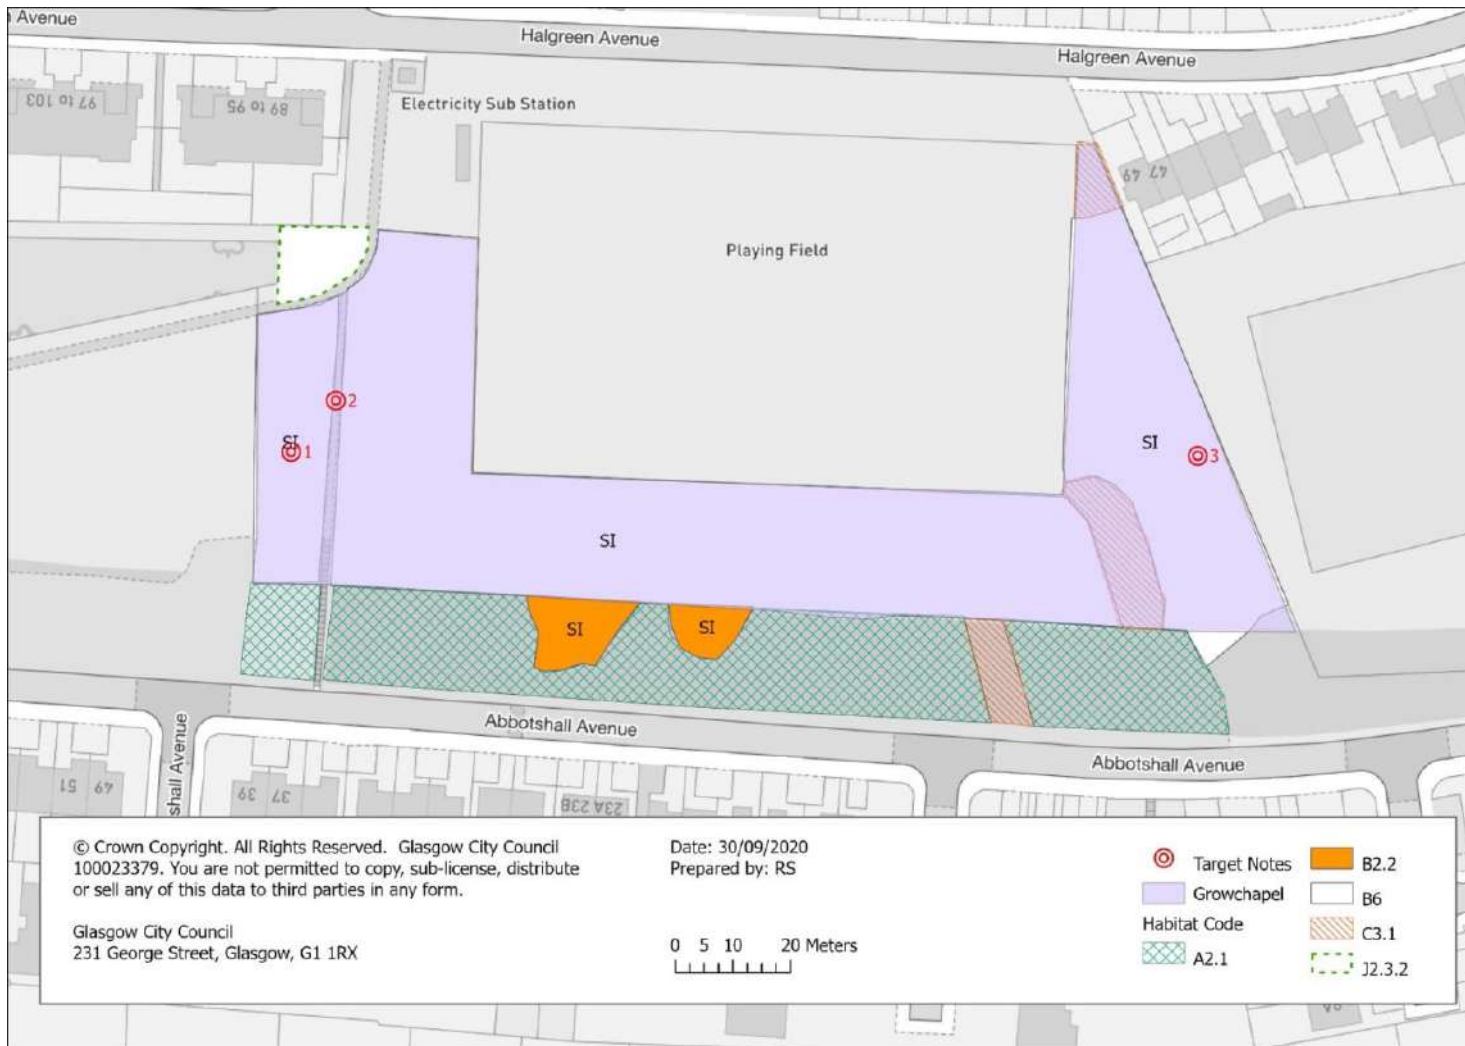 n Avenue
Halgreen Avenue
Halgreen Avenue
97 to 103
89 to 95
Electricity Sub Station
49
47
Playing Field
2
SI
1
SI
3
SI
SI
SI
Abbotshall Avenue
Abbotshall Avenue
shall Avenue
51
49
39
37
23A 23B
© Crown Copyright. All Rights Reserved. Glasgow City Council
100023379. You are not permitted to copy, sub-license, distribute
or sell any of this data to third parties in any form.
Glasgow City Council
231 George Street, Glasgow, G1 1RX
Date: 30/09/2020
Prepared by: RS
0 5 10 20 Meters
Target Notes
Growchapel
Habitat Code
A2.1
B2.2
B6
C3.1
J2.3.2